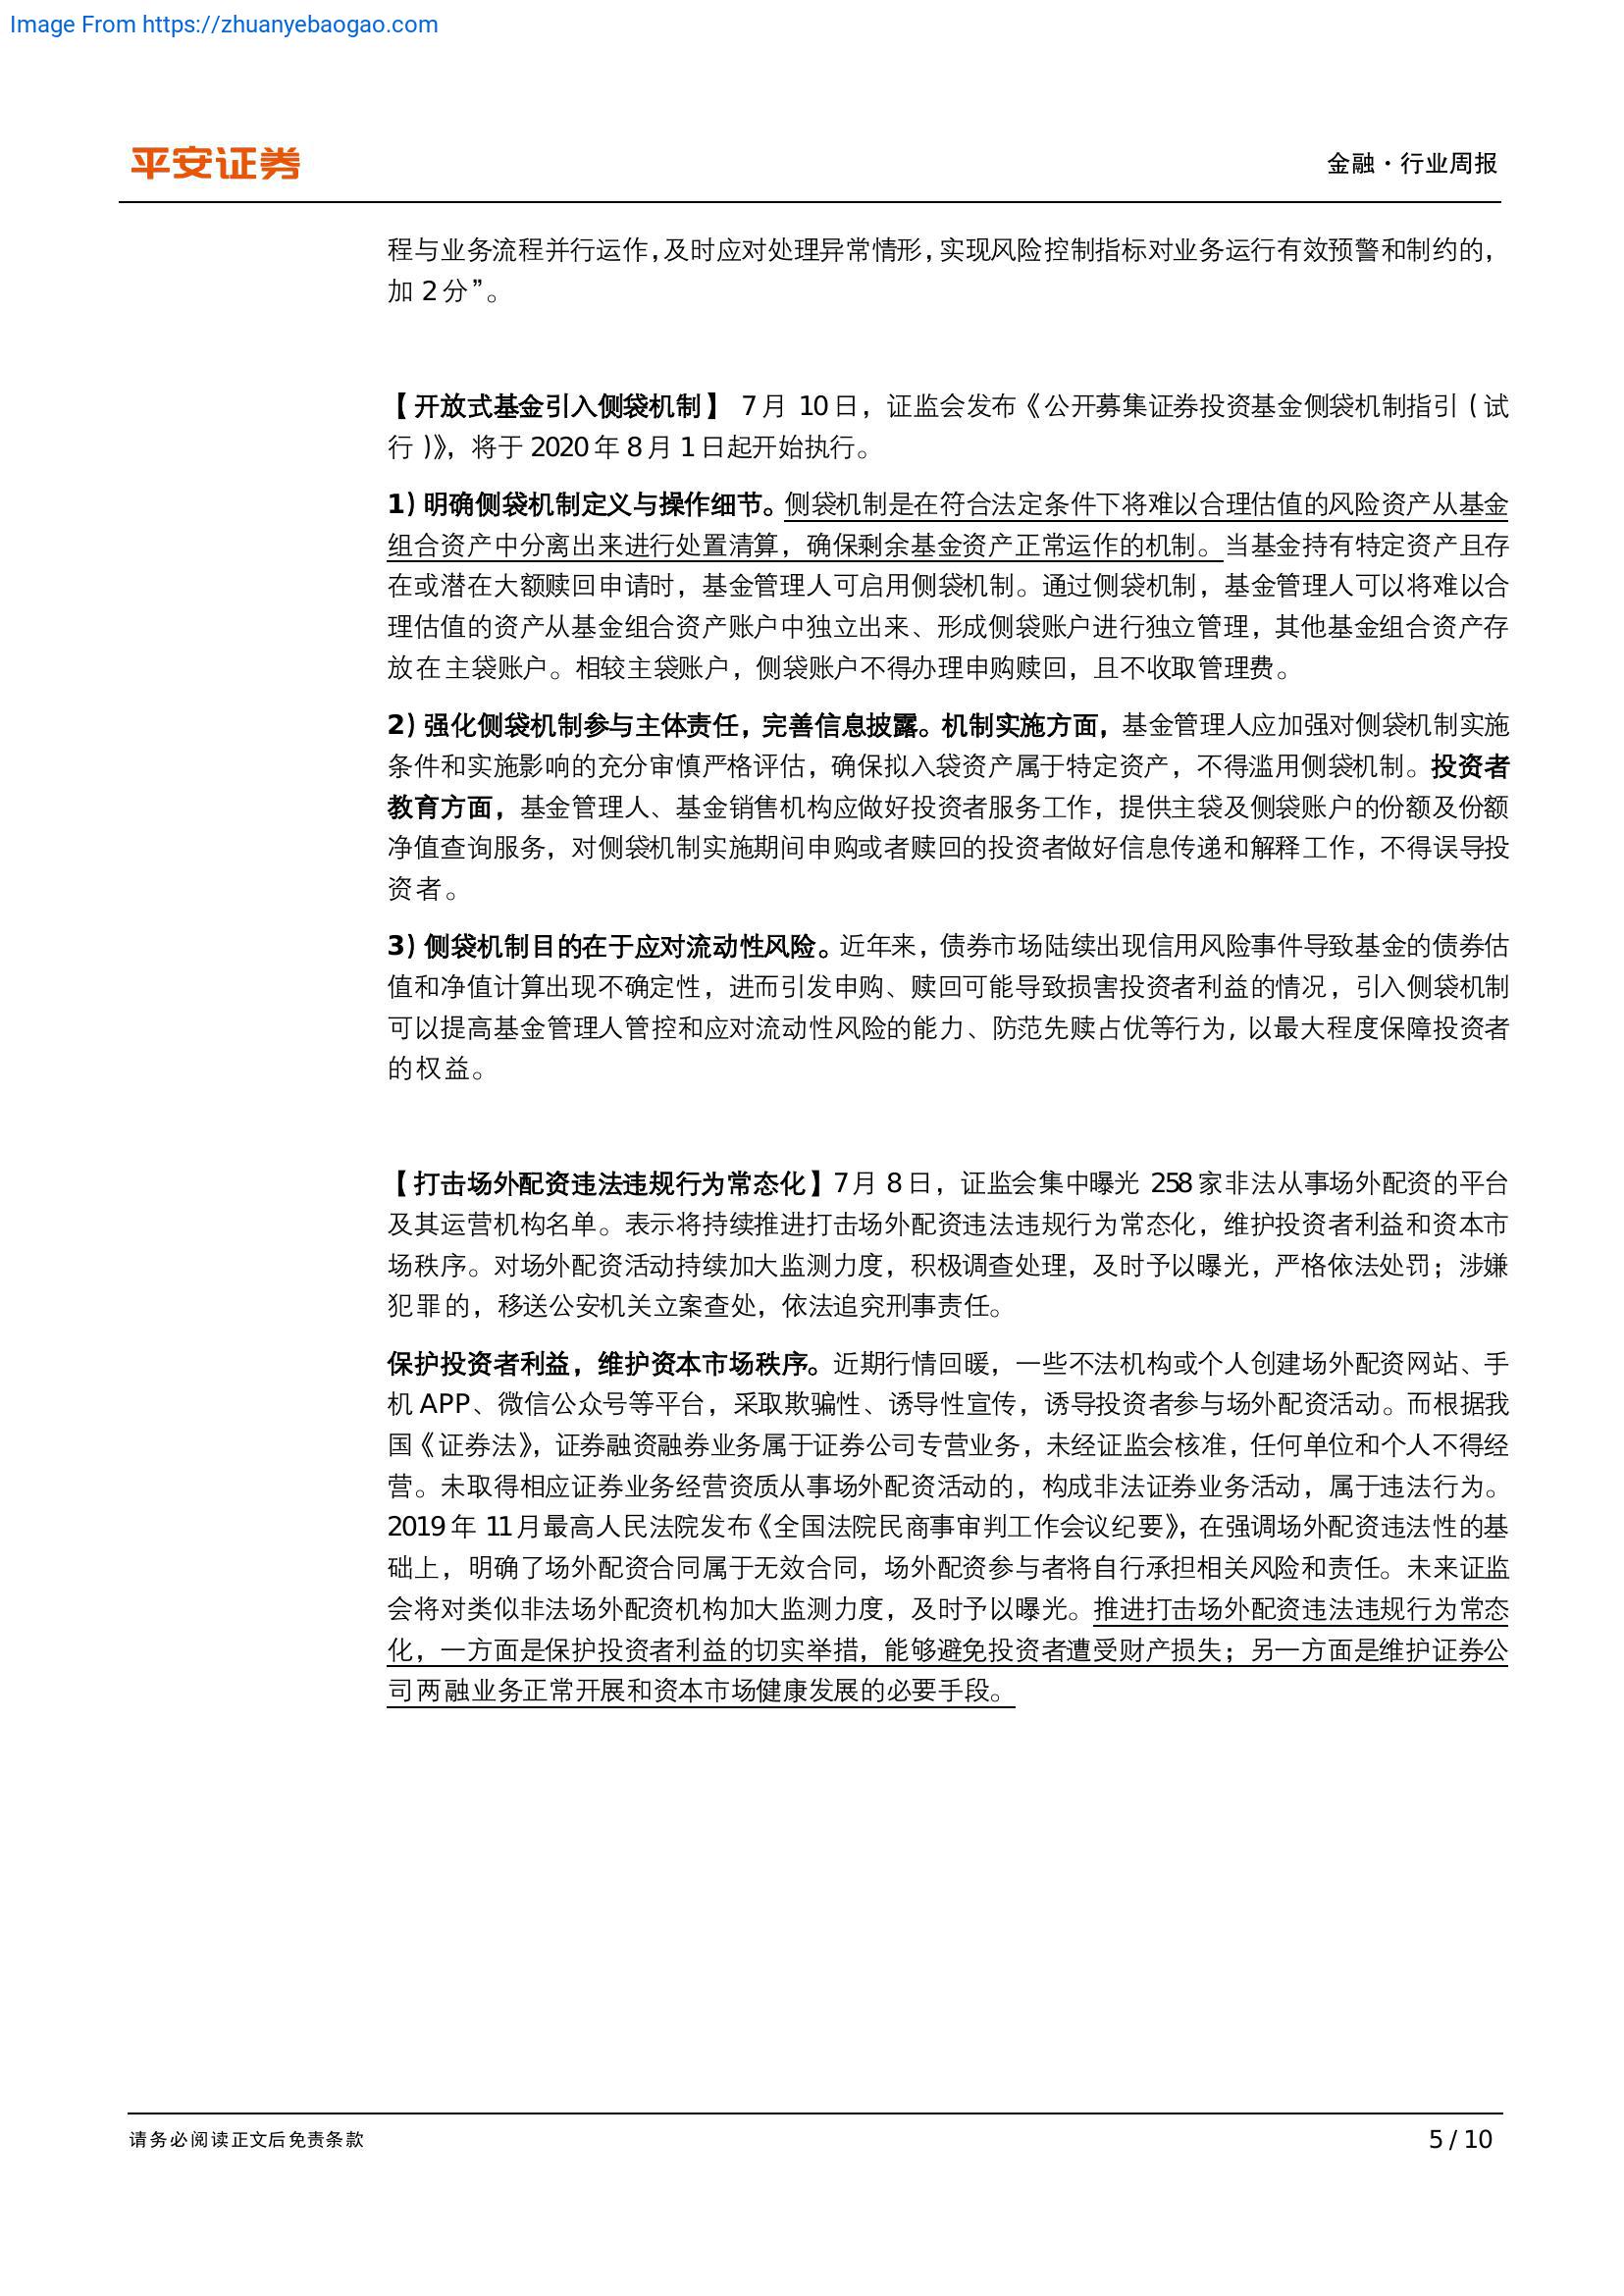 Image From https://zhuanyebaogao.com
平安证券
金融·行业周报
程与业务流程并行运作，及时应对处理异常情形，实现风险控制指标对业务运行有效预警和制约的，
加 2 分”。
【开放式基金引入侧袋机制】 7 月 10 日，证监会发布《公开募集证券投资基金侧袋机制指引（试
行）》，将于 2020 年 8 月 1 日起开始执行。
1) 明确侧袋机制定义与操作细节。侧袋机制是在符合法定条件下将难以合理估值的风险资产从基金
组合资产中分离出来进行处置清算，确保剩余基金资产正常运作的机制。当基金持有特定资产且存
在或潜在大额赎回申请时，基金管理人可启用侧袋机制。通过侧袋机制，基金管理人可以将难以合
理估值的资产从基金组合资产账户中独立出来、形成侧袋账户进行独立管理，其他基金组合资产存
放在主袋账户。相较主袋账户，侧袋账户不得办理申购赎回，且不收取管理费。
2) 强化侧袋机制参与主体责任，完善信息披露。机制实施方面，基金管理人应加强对侧袋机制实施
条件和实施影响的充分审慎严格评估，确保拟入袋资产属于特定资产，不得滥用侧袋机制。投资者
教育方面，基金管理人、基金销售机构应做好投资者服务工作，提供主袋及侧袋账户的份额及份额
净值查询服务，对侧袋机制实施期间申购或者赎回的投资者做好信息传递和解释工作，不得误导投
资者。
3) 侧袋机制目的在于应对流动性风险。近年来，债券市场陆续出现信用风险事件导致基金的债券估
值和净值计算出现不确定性，进而引发申购、赎回可能导致损害投资者利益的情况，引入侧袋机制
可以提高基金管理人管控和应对流动性风险的能力、防范先赎占优等行为，以最大程度保障投资者
的权益。
【打击场外配资违法违规行为常态化】7 月 8 日，证监会集中曝光 258 家非法从事场外配资的平台
及其运营机构名单。表示将持续推进打击场外配资违法违规行为常态化，维护投资者利益和资本市
场秩序。对场外配资活动持续加大监测力度，积极调查处理，及时予以曝光，严格依法处罚；涉嫌
犯罪的，移送公安机关立案查处，依法追究刑事责任。
保护投资者利益，维护资本市场秩序。近期行情回暖，一些不法机构或个人创建场外配资网站、手
机 APP、微信公众号等平台，采取欺骗性、诱导性宣传，诱导投资者参与场外配资活动。而根据我
国《证券法》，证券融资融券业务属于证券公司专营业务，未经证监会核准，任何单位和个人不得经
营。未取得相应证券业务经营资质从事场外配资活动的，构成非法证券业务活动，属于违法行为。
2019 年 11 月最高人民法院发布《全国法院民商事审判工作会议纪要》，在强调场外配资违法性的基
础上，明确了场外配资合同属于无效合同，场外配资参与者将自行承担相关风险和责任。未来证监
会将对类似非法场外配资机构加大监测力度，及时予以曝光。推进打击场外配资违法违规行为常态
化，一方面是保护投资者利益的切实举措，能够避免投资者遭受财产损失；另一方面是维护证券公
司两融业务正常开展和资本市场健康发展的必要手段。
请务必阅读正文后免责条款
5 / 10